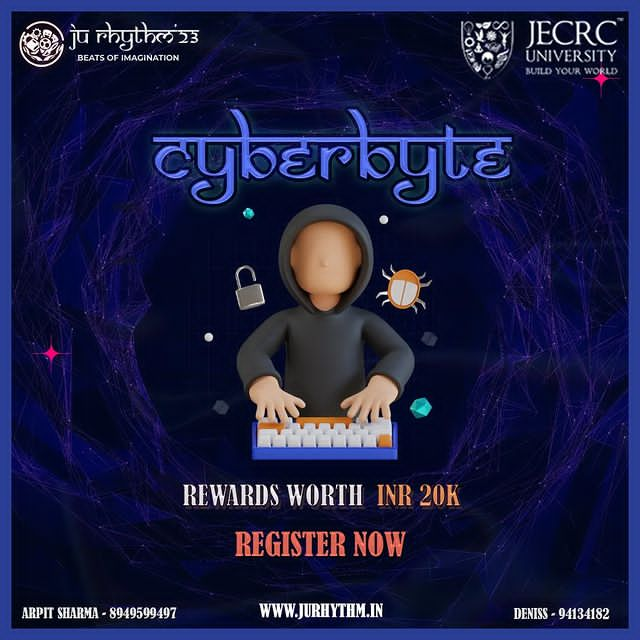 JU RHYTHM'23
BEATS OF IMAGINATION
JECRC
UNIVERSITY
BUILD YOUR WORLD
CYBERBYTE
REWARDS WORTH INR 20K
REGISTER NOW
ARPIT SHARMA - 8949599497
WWW.JURHYTHM.IN
DENISS - 94134182